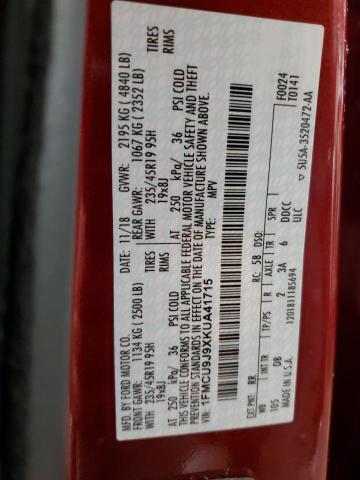 MFD. BY FORD MOTOR CO.
DATE: 11/18 GVWR: 2195 KG ( 4840 LB)
FRONT GAWR: 1134 KG ( 2500 LB) REAR GAWR: 1067 KG ( 2352 LB)
WITH 235/45R19 95H WITH 235/45R19 95H TIRES
19x8J 19x8J RIMS
AT 250 kPa/ 36 PSI COLD AT 250 kPa/ 36 PSI COLD
THIS VEHICLE CONFORMS TO ALL APPLICABLE FEDERAL MOTOR VEHICLE SAFETY AND THEFT
PREVENTION STANDARDS IN EFFECT ON THE DATE OF MANUFACTURE SHOWN ABOVE.
VIN: 1FMCU9J9XKUA41715
TYPE: MPV
F0024
T0141
EXT PNT: RR RC: 58 DSO:
WB INT TR TP/PS R AXLE TR SPR
105 DB 2 3A 6 DDCC
MADE IN U.S.A. 1201811185694 ULC
▽ 5U5A-3520472-AA